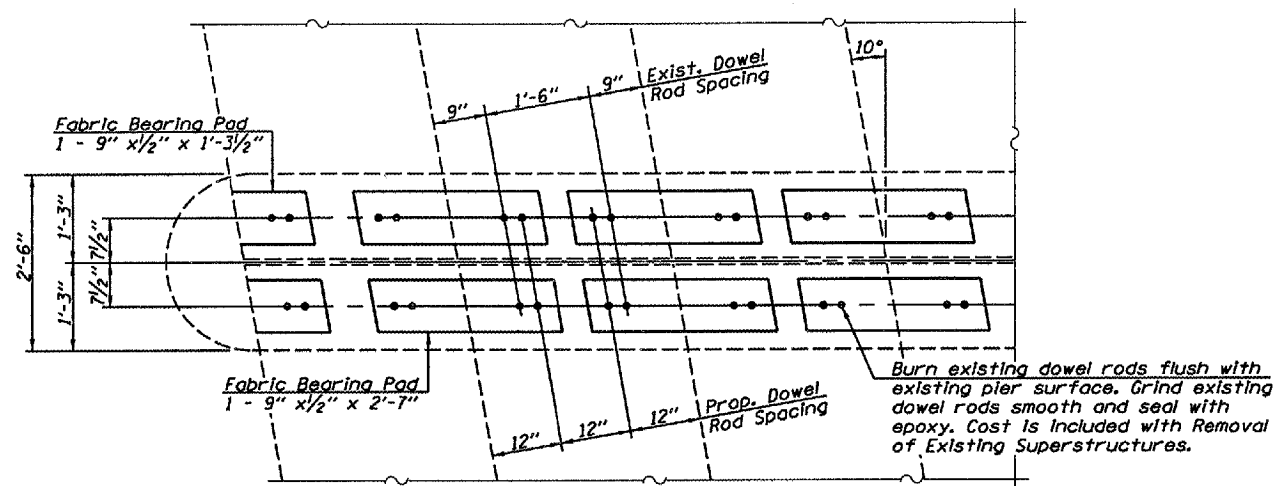 10°
Exist. Dowel
Rod Spacing
9"
1'-6"
9"
Fabric Bearing Pad
1 - 9" x½" x 1'-3½"
2'-6"
1'-3"
1'-3"
7½"
7½"
Fabric Bearing Pad
1 - 9" x½" x 2'-7"
12"
12"
12"
Prop. Dowel
Rod Spacing
Burn existing dowel rods flush with
existing pier surface. Grind existing
dowel rods smooth and seal with
epoxy. Cost is included with Removal
of Existing Superstructures.